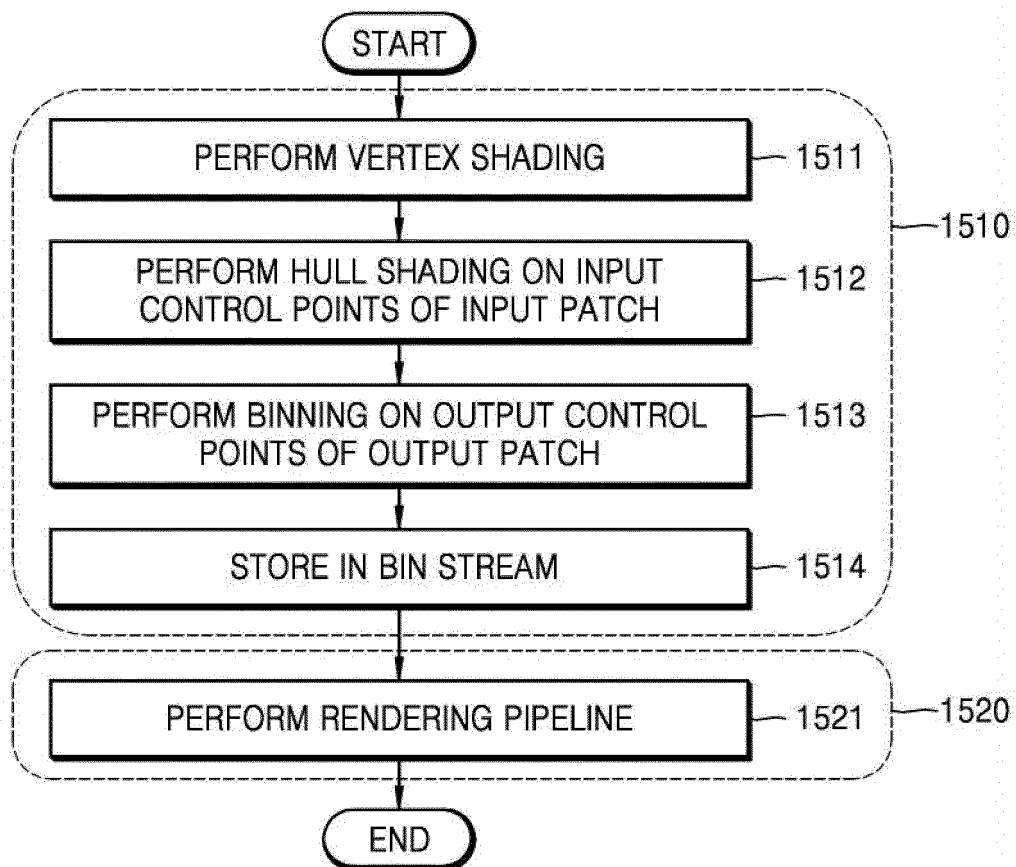 START
PERFORM VERTEX SHADING
1511
1510
PERFORM HULL SHADING ON INPUT
CONTROL POINTS OF INPUT PATCH
1512
PERFORM BINNING ON OUTPUT CONTROL
POINTS OF OUTPUT PATCH
1513
STORE IN BIN STREAM
1514
PERFORM RENDERING PIPELINE
1521
1520
END